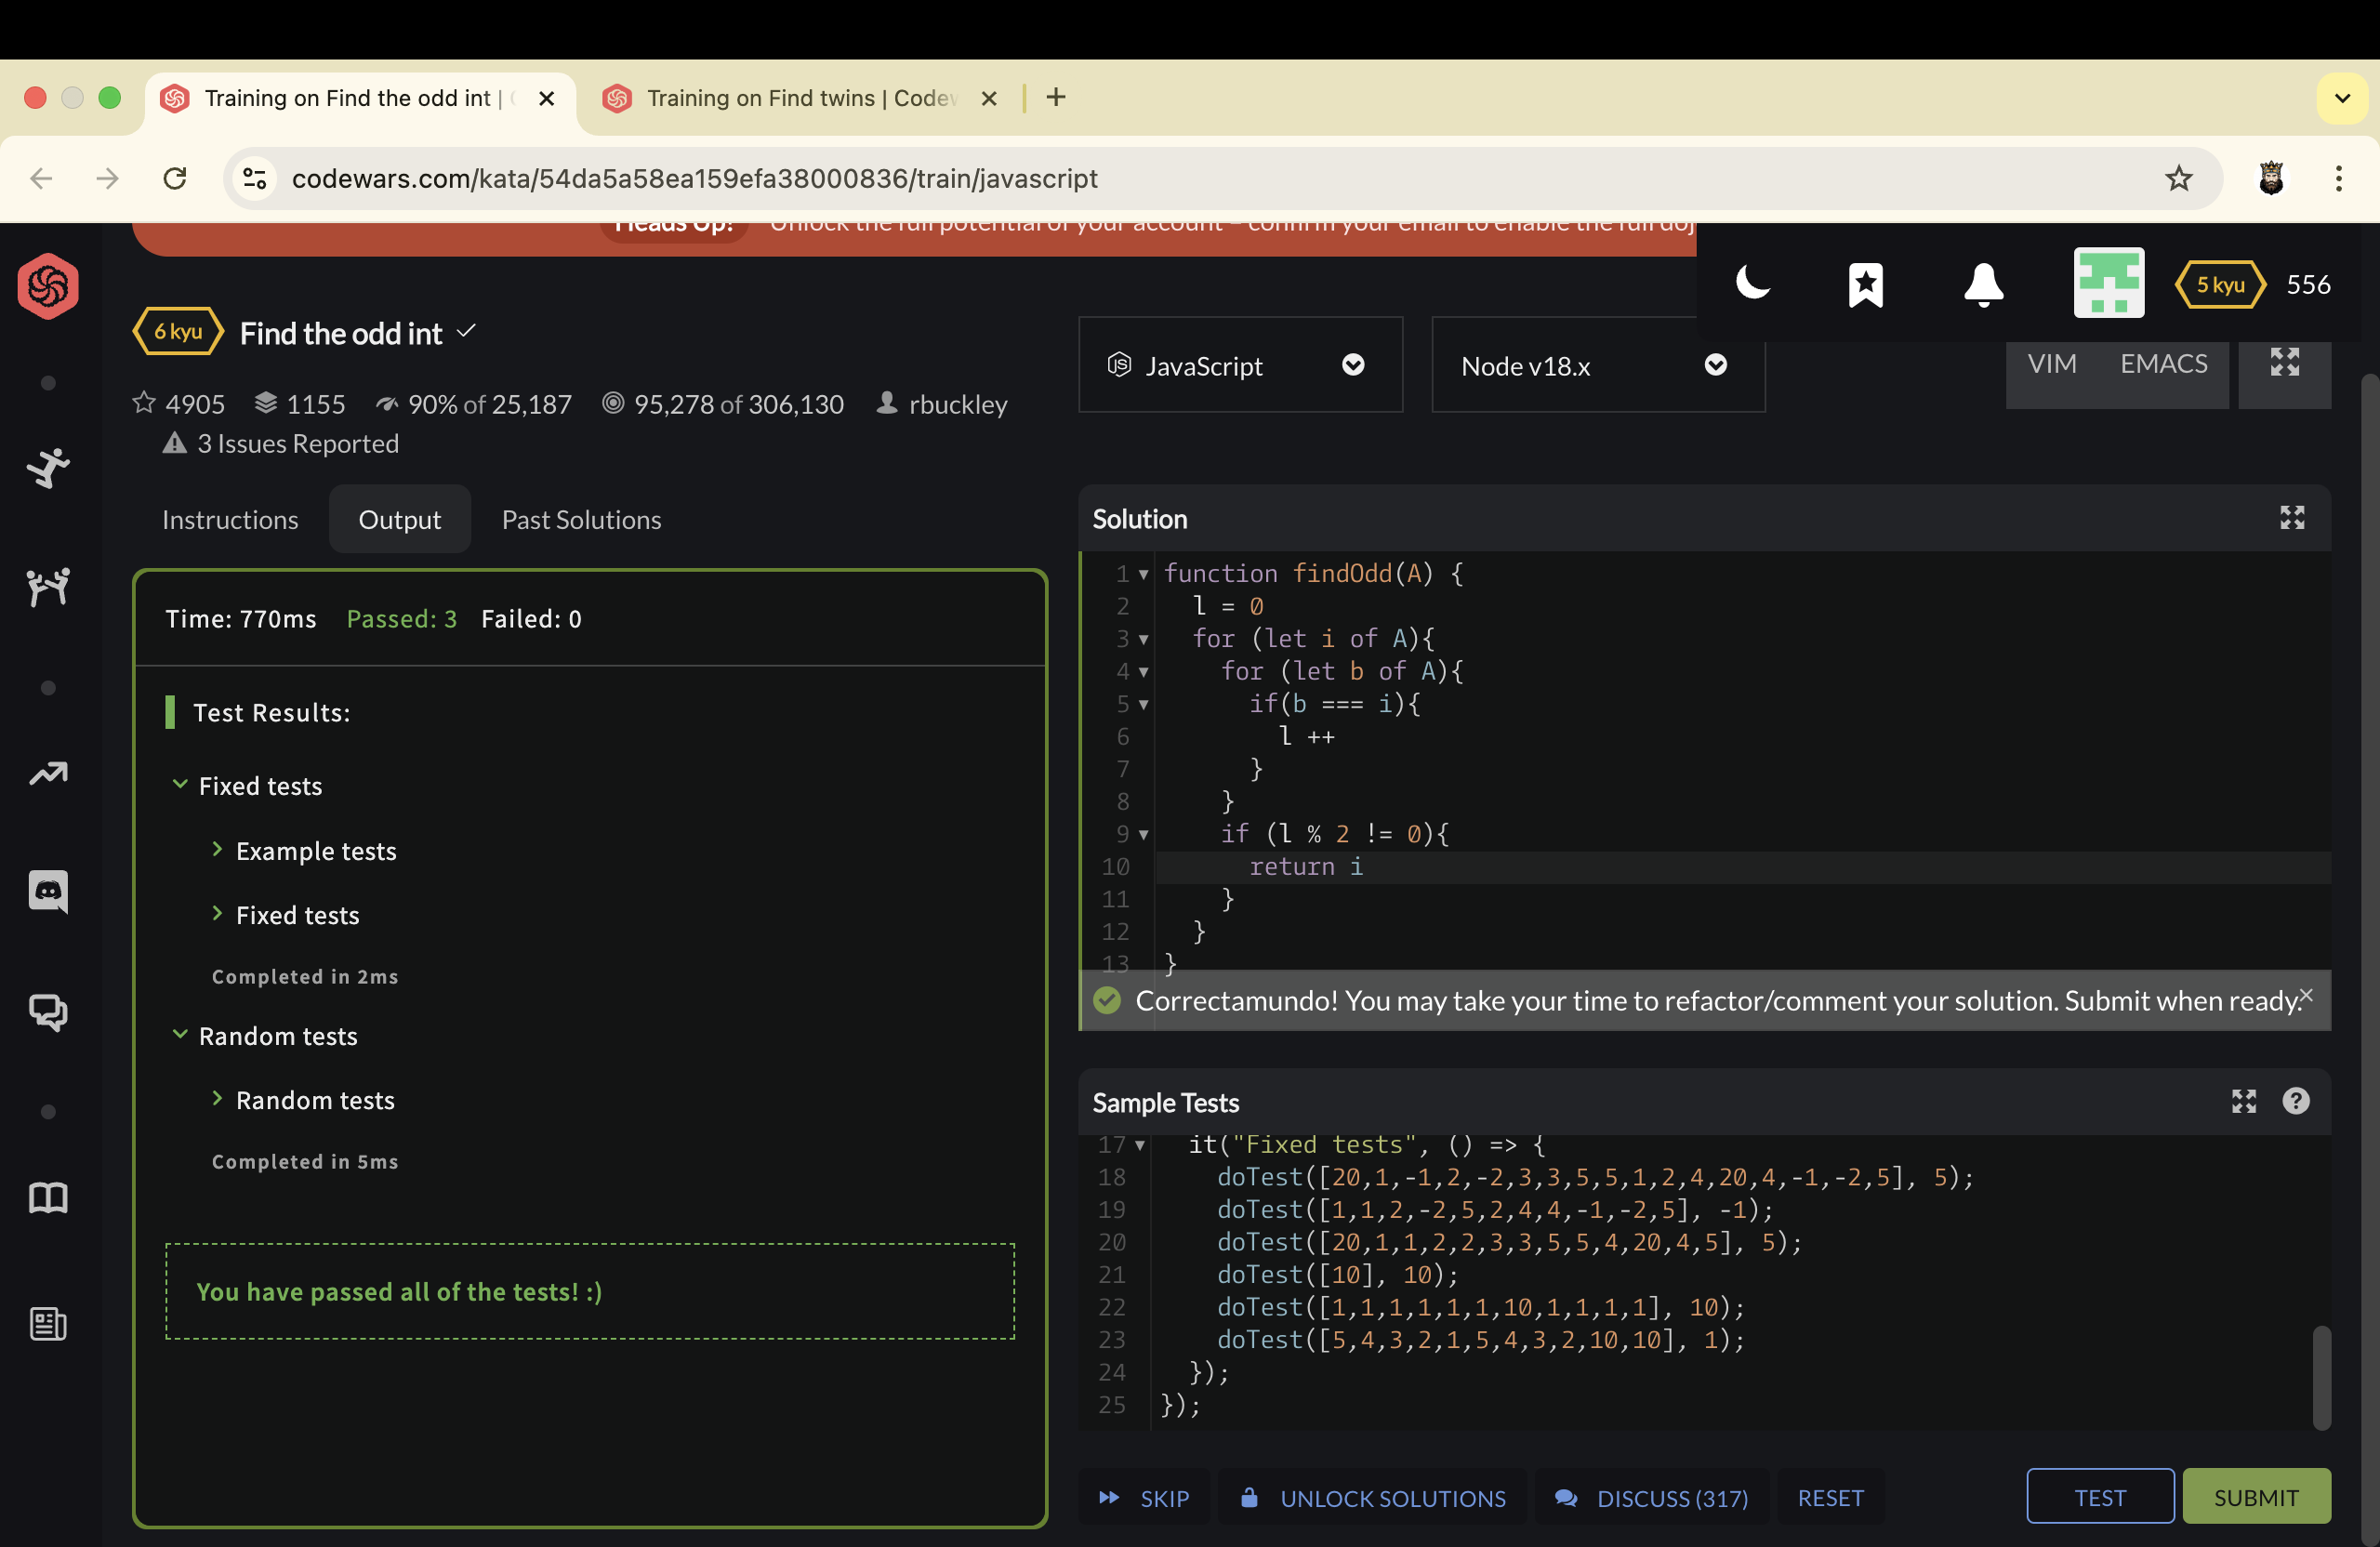 Training on Find the odd int |
Training on Find twins | Codew
codewars.com/kata/54da5a58ea159efa38000836/train/javascript
Heads Up! Unlock the full potential of your account – confirm your email to enable the full doj
5 kyu 556
6 kyu Find the odd int
4905 1155 90% of 25,187 95,278 of 306,130 rbuckley
3 Issues Reported
JavaScript
Node v18.x
VIM EMACS
Instructions Output Past Solutions
Time: 770ms Passed: 3 Failed: 0
Test Results:
Fixed tests
Example tests
Fixed tests
Completed in 2ms
Random tests
Random tests
Completed in 5ms
You have passed all of the tests! :)
Solution
1 function findOdd(A) {
2 l = 0
3 for (let i of A){
4 for (let b of A){
5 if(b === i){
6 l ++
7 }
8 }
9 if (l % 2 != 0){
10 return i
11 }
12 }
13 }
Correctamundo! You may take your time to refactor/comment your solution. Submit when ready.
Sample Tests
17 it("Fixed tests", () => {
18 doTest([20,1,-1,2,-2,3,3,5,5,1,2,4,20,4,-1,-2,5], 5);
19 doTest([1,1,2,-2,5,2,4,4,-1,-2,5], -1);
20 doTest([20,1,1,2,2,3,3,5,5,4,20,4,5], 5);
21 doTest([10], 10);
22 doTest([1,1,1,1,1,1,10,1,1,1,1], 10);
23 doTest([5,4,3,2,1,5,4,3,2,10,10], 1);
24 });
25 });
SKIP UNLOCK SOLUTIONS DISCUSS (317) RESET TEST SUBMIT